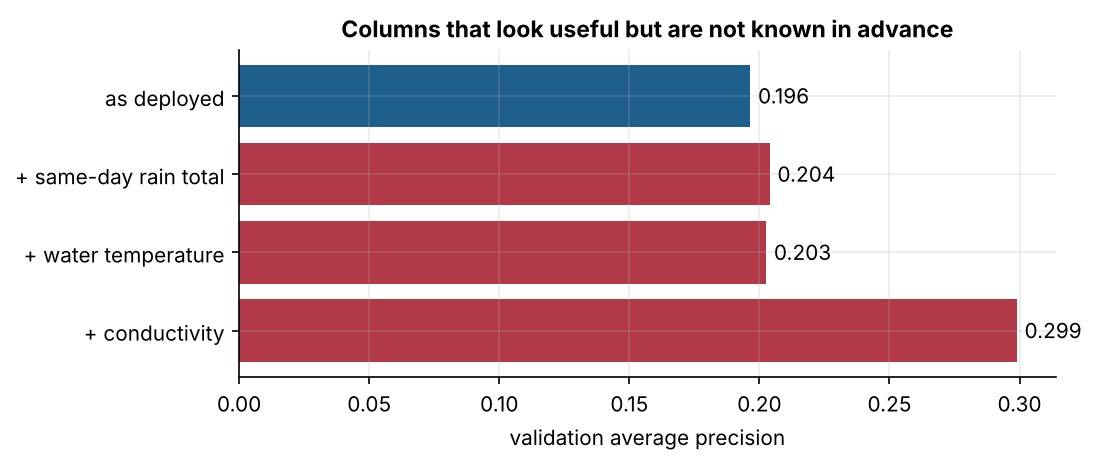 Columns that look useful but are not known in advance
as deployed
0.196
+ same-day rain total
0.204
+ water temperature
0.203
+ conductivity
0.299
0.00 0.05 0.10 0.15 0.20 0.25 0.30
validation average precision